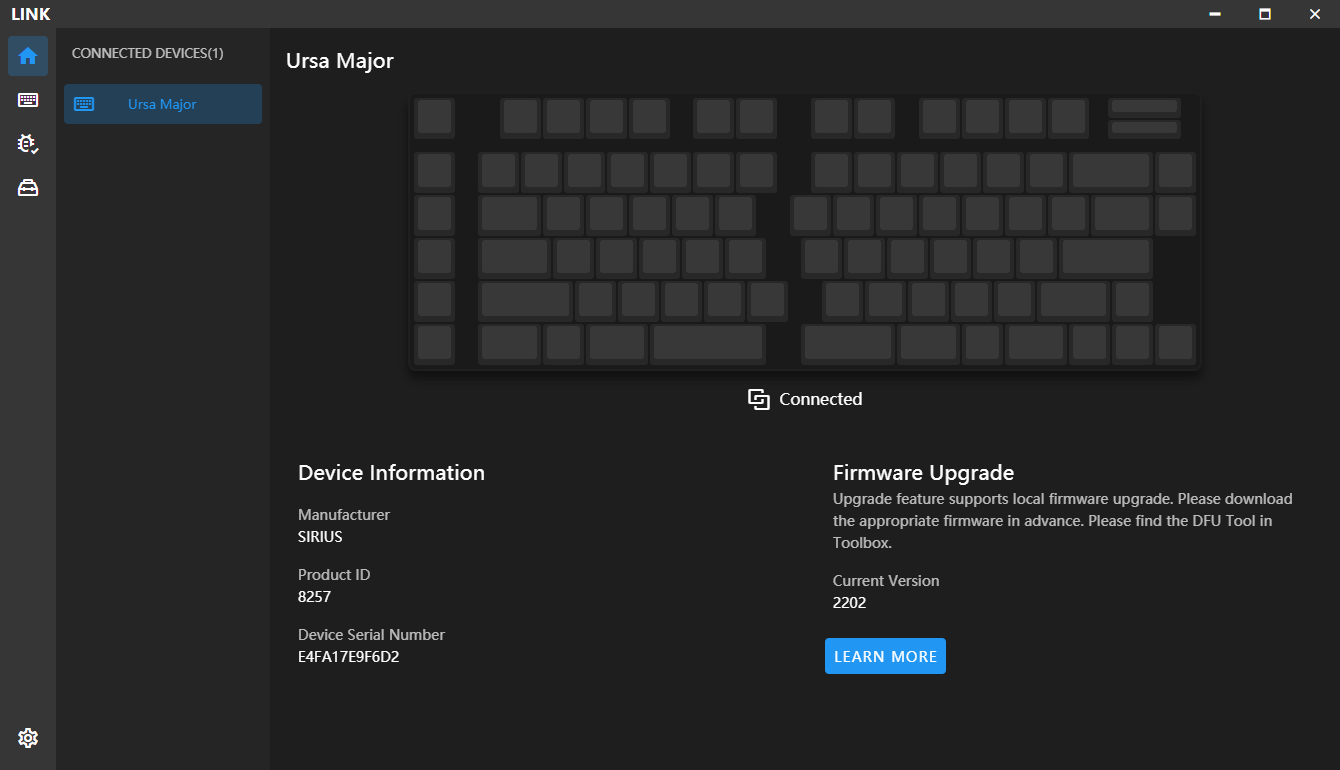 LINK
CONNECTED DEVICES(1)
Ursa Major
Ursa Major
Connected
Device Information
Manufacturer
SIRIUS
Product ID
8257
Device Serial Number
E4FA17E9F6D2
Firmware Upgrade
Upgrade feature supports local firmware upgrade. Please download
the appropriate firmware in advance. Please find the DFU Tool in
Toolbox.
Current Version
2202
LEARN MORE